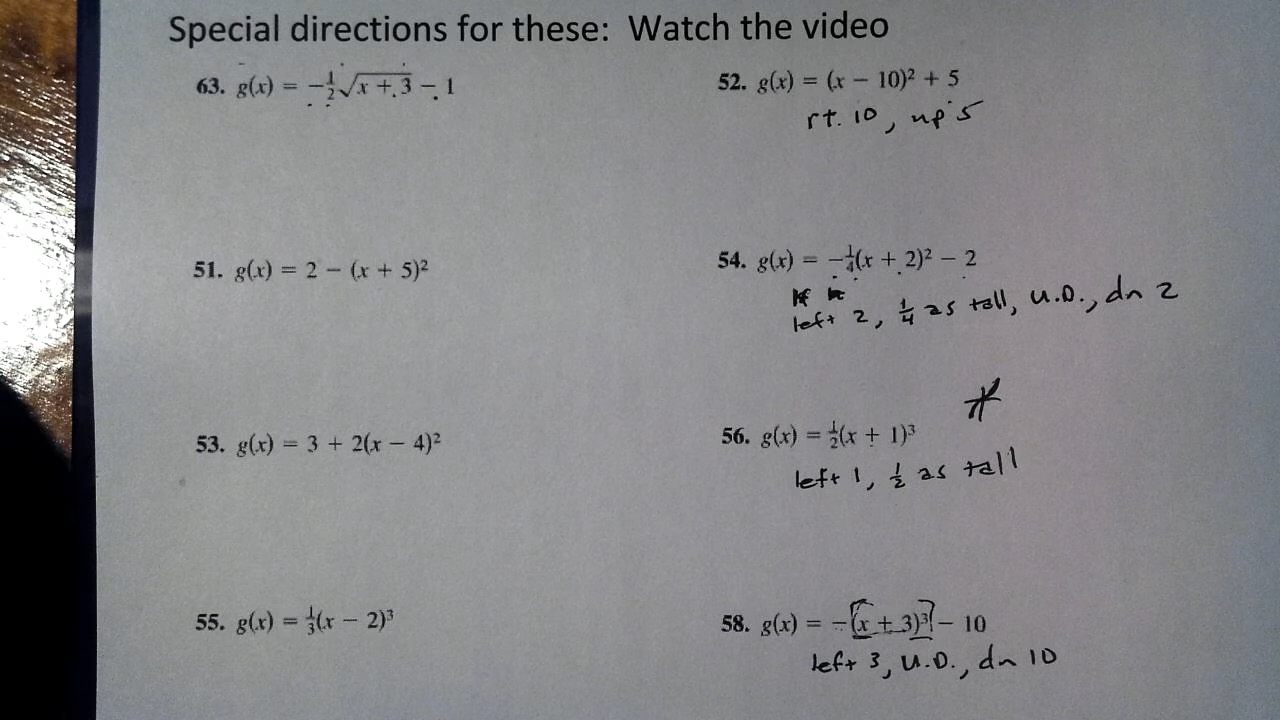 Special directions for these: Watch the video
63. g(x) = -½√(x + 3) - 1
52. g(x) = (x - 10)² + 5
rt. 10, up 5
51. g(x) = 2 - (x + 5)²
54. g(x) = -¼(x + 2)² - 2
left 2, ¼ as tall, U.D., dn 2
53. g(x) = 3 + 2(x - 4)²
*
56. g(x) = ½(x + 1)³
left 1, ½ as tall
55. g(x) = ⅓(x - 2)³
58. g(x) = -(x + 3)³ - 10
left 3, U.D., dn 10